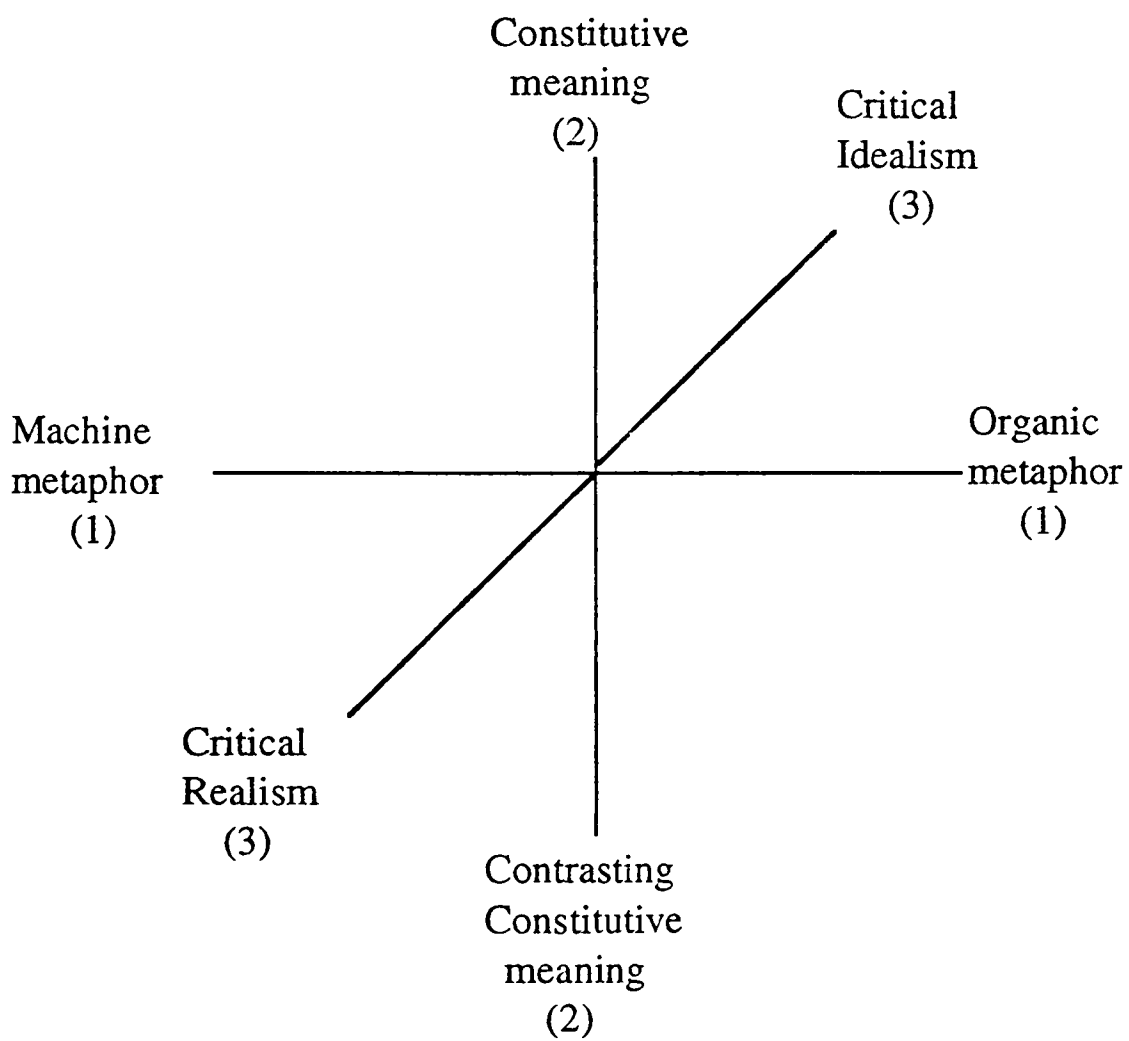 Constitutive
meaning
(2)
Critical
Idealism
(3)
Machine
metaphor
(1)
Organic
metaphor
(1)
Critical
Realism
(3)
Contrasting
Constitutive
meaning
(2)